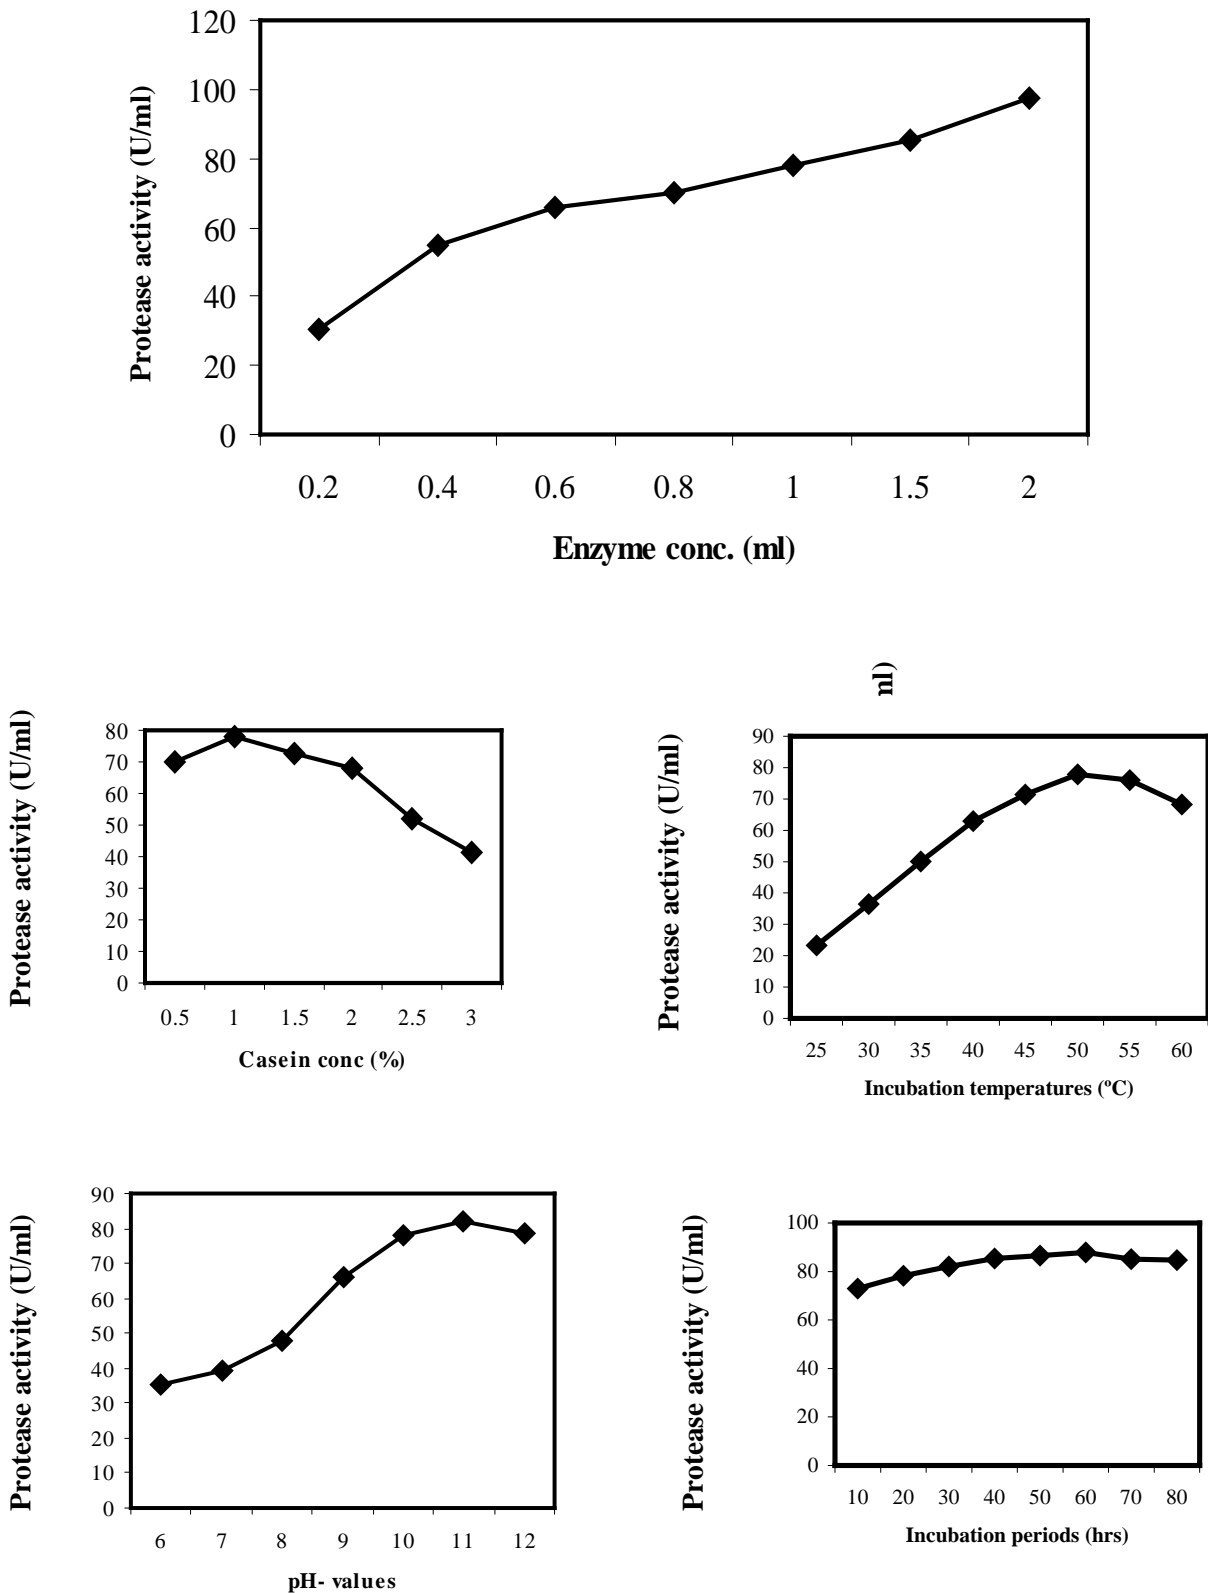 120
100
80
60
40
20
0
Protease activity (U/ml)
0.2 0.4 0.6 0.8 1 1.5 2
Enzyme conc. (ml)
nl)
80
70
60
50
40
30
20
10
0
Protease activity (U/ml)
0.5 1 1.5 2 2.5 3
Casein conc (%)
90
80
70
60
50
40
30
20
10
0
Protease activity (U/ml)
25 30 35 40 45 50 55 60
Incubation temperatures (ºC)
90
80
70
60
50
40
30
20
10
0
Protease activity (U/ml)
6 7 8 9 10 11 12
pH- values
100
80
60
40
20
0
Protease activity (U/ml)
10 20 30 40 50 60 70 80
Incubation periods (hrs)